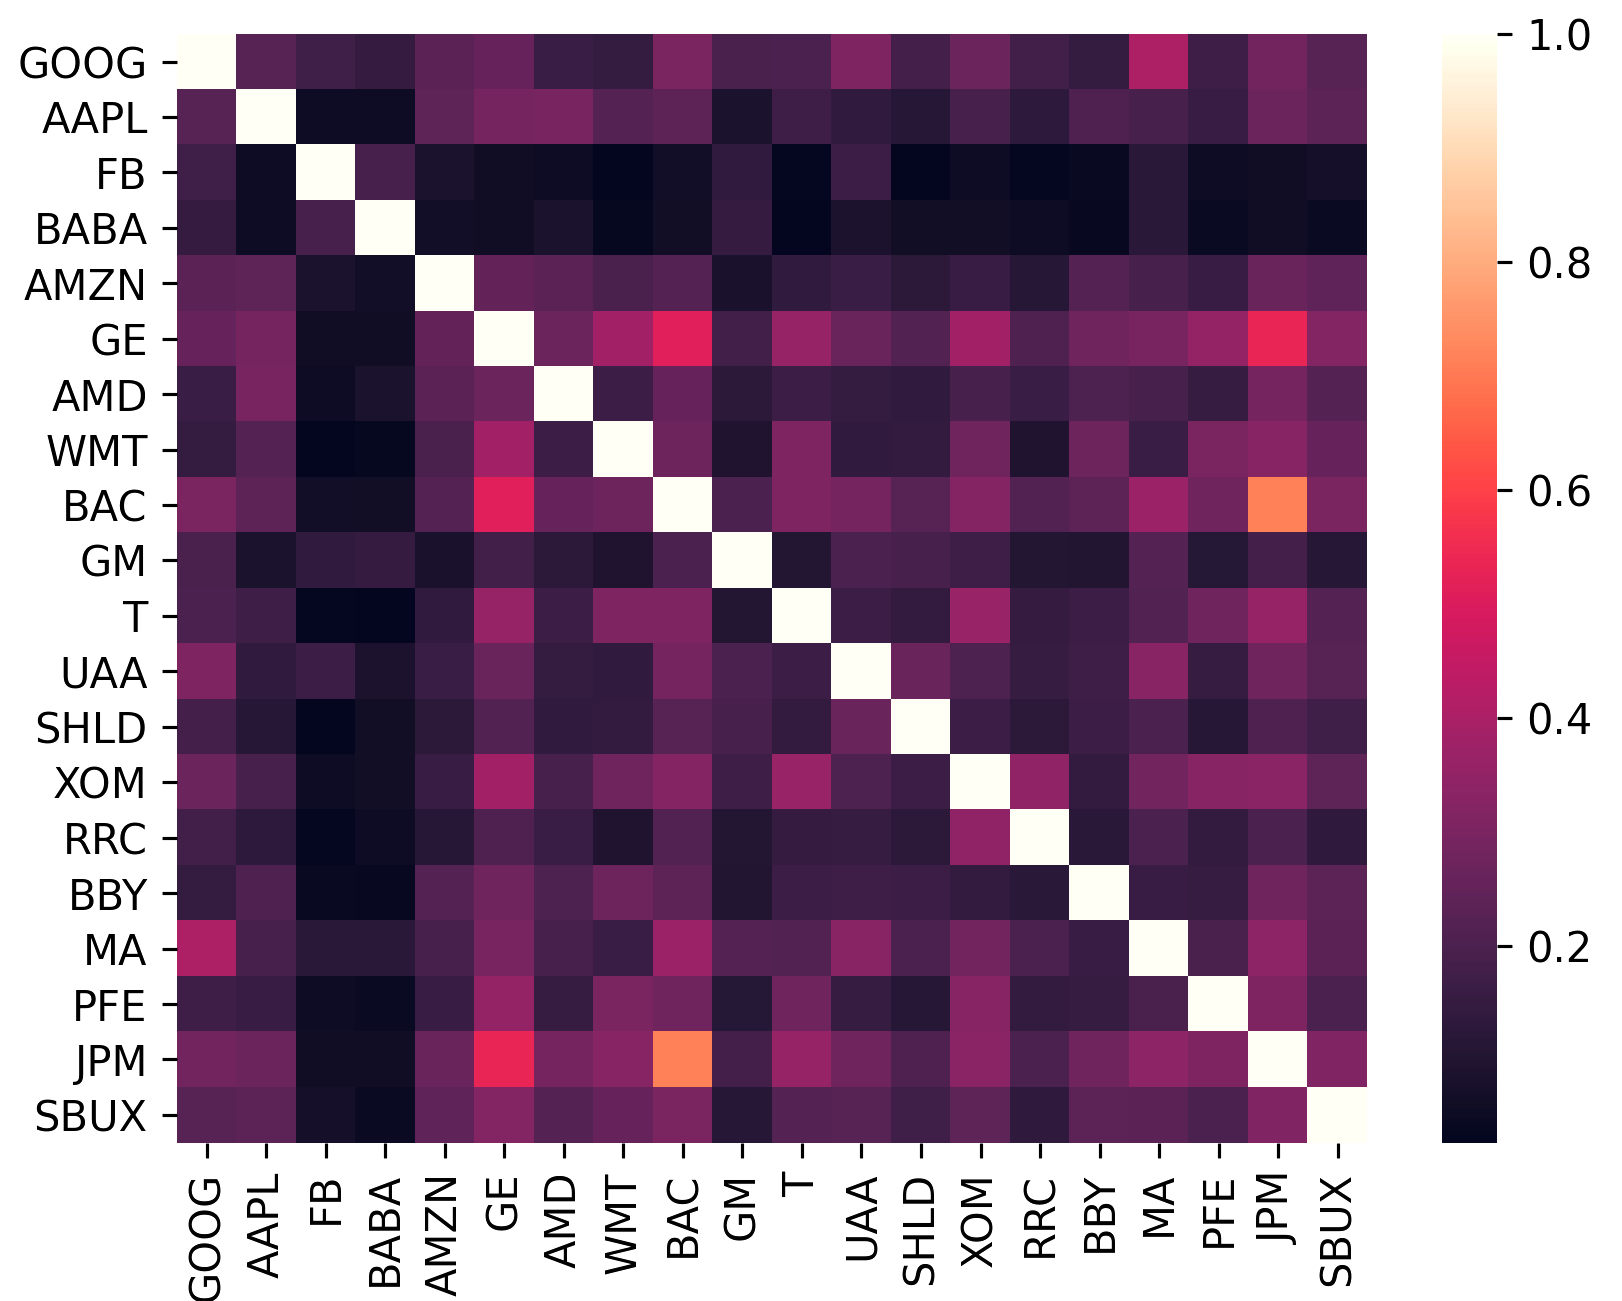 GOOG
AAPL
FB
BABA
AMZN
GE
AMD
WMT
BAC
GM
T
UAA
SHLD
XOM
RRC
BBY
MA
PFE
JPM
SBUX
GOOG
AAPL
FB
BABA
AMZN
GE
AMD
WMT
BAC
GM
T
UAA
SHLD
XOM
RRC
BBY
MA
PFE
JPM
SBUX
1.0
0.8
0.6
0.4
0.2